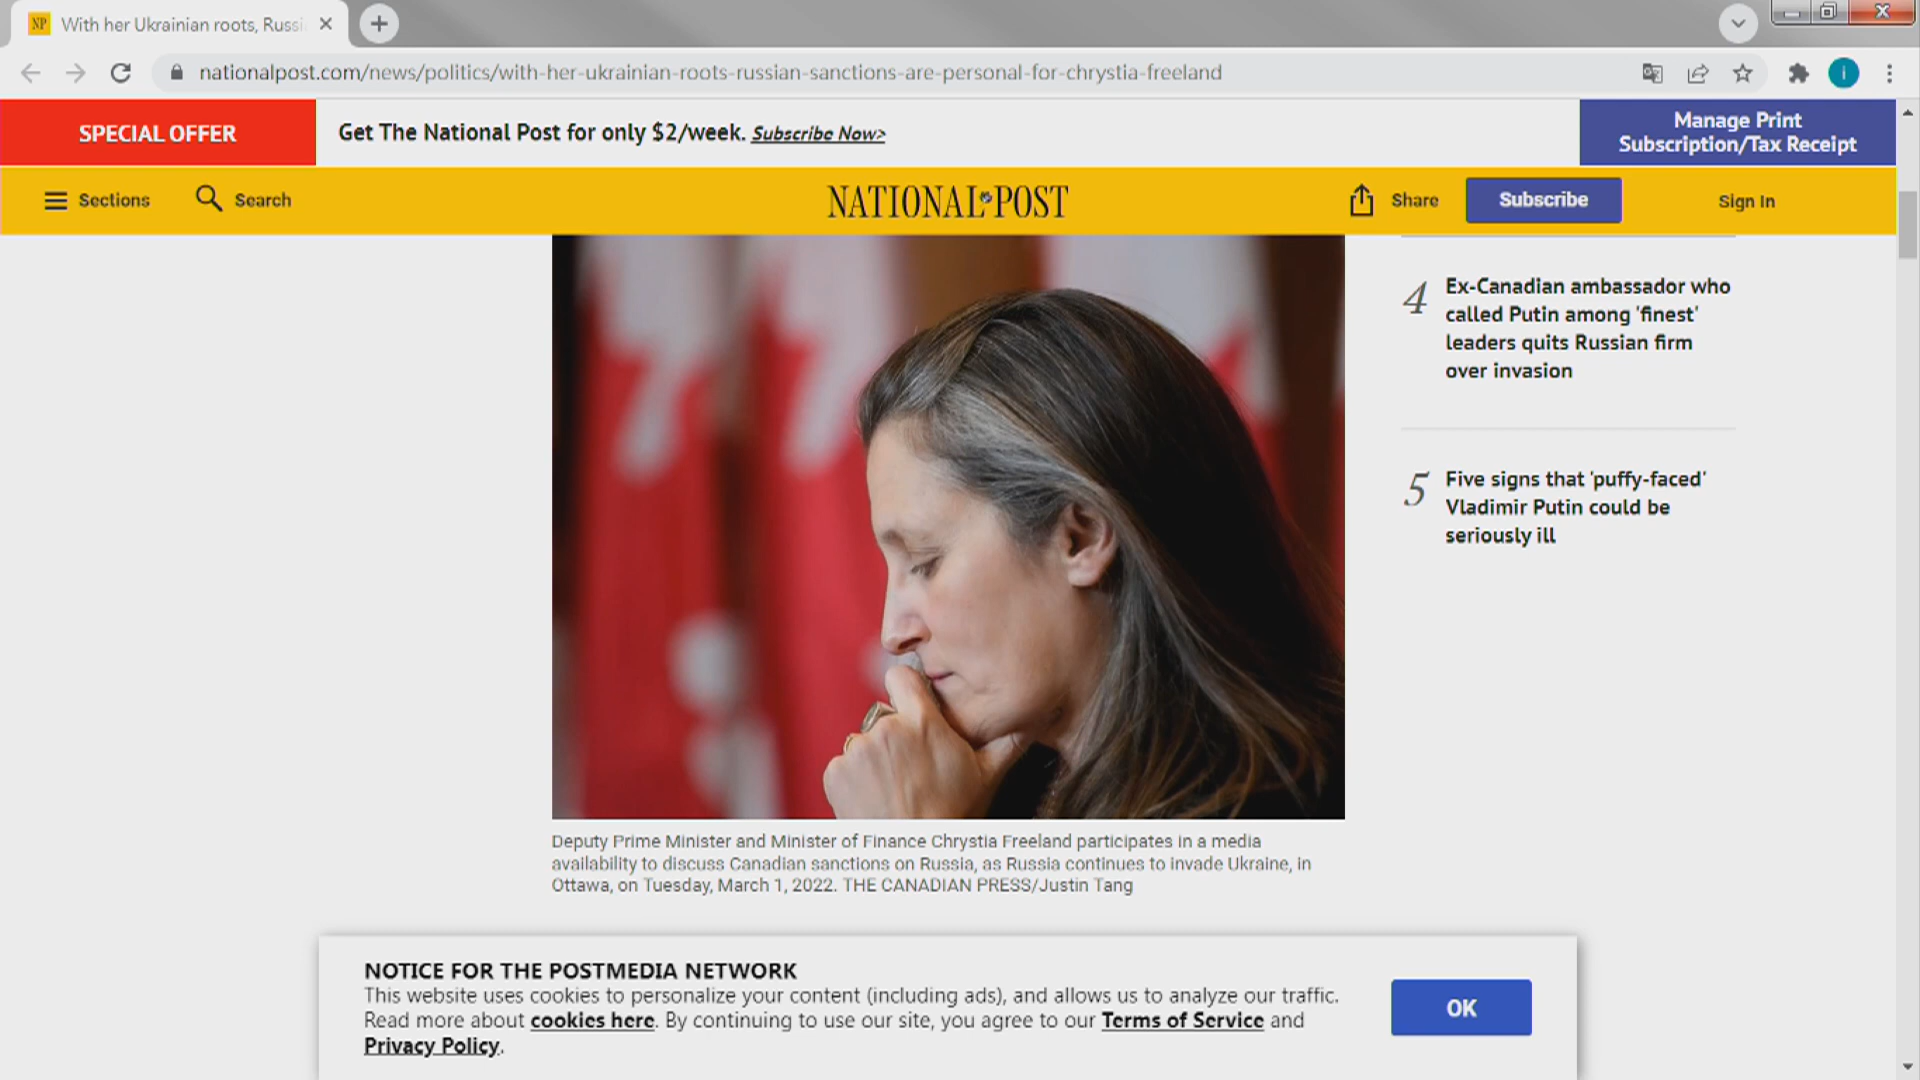 With her Ukrainian roots, Russi
nationalpost.com/news/politics/with-her-ukrainian-roots-russian-sanctions-are-personal-for-chrystia-freeland
i
SPECIAL OFFER
Get The National Post for only $2/week. Subscribe Now>
Manage Print
Subscription/Tax Receipt
Sections
Search
NATIONAL POST
Share
Subscribe
Sign In
4
Ex-Canadian ambassador who
called Putin among 'finest'
leaders quits Russian firm
over invasion
5
Five signs that 'puffy-faced'
Vladimir Putin could be
seriously ill
Deputy Prime Minister and Minister of Finance Chrystia Freeland participates in a media
availability to discuss Canadian sanctions on Russia, as Russia continues to invade Ukraine, in
Ottawa, on Tuesday, March 1, 2022. THE CANADIAN PRESS/Justin Tang
NOTICE FOR THE POSTMEDIA NETWORK
This website uses cookies to personalize your content (including ads), and allows us to analyze our traffic.
Read more about cookies here. By continuing to use our site, you agree to our Terms of Service and
Privacy Policy.
OK